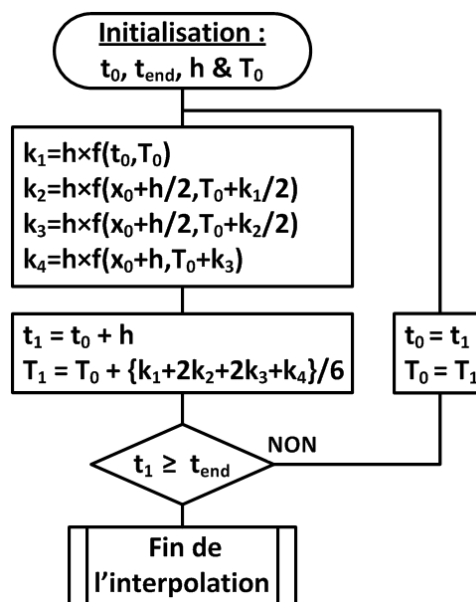 Initialisation :
t₀, t_end, h & T₀
k₁=h×f(t₀,T₀)
k₂=h×f(x₀+h/2,T₀+k₁/2)
k₃=h×f(x₀+h/2,T₀+k₂/2)
k₄=h×f(x₀+h,T₀+k₃)
t₁ = t₀ + h
T₁ = T₀ + {k₁+2k₂+2k₃+k₄}/6
t₀ = t₁
T₀ = T₁
NON
t₁ ≥ t_end
Fin de
l'interpolation